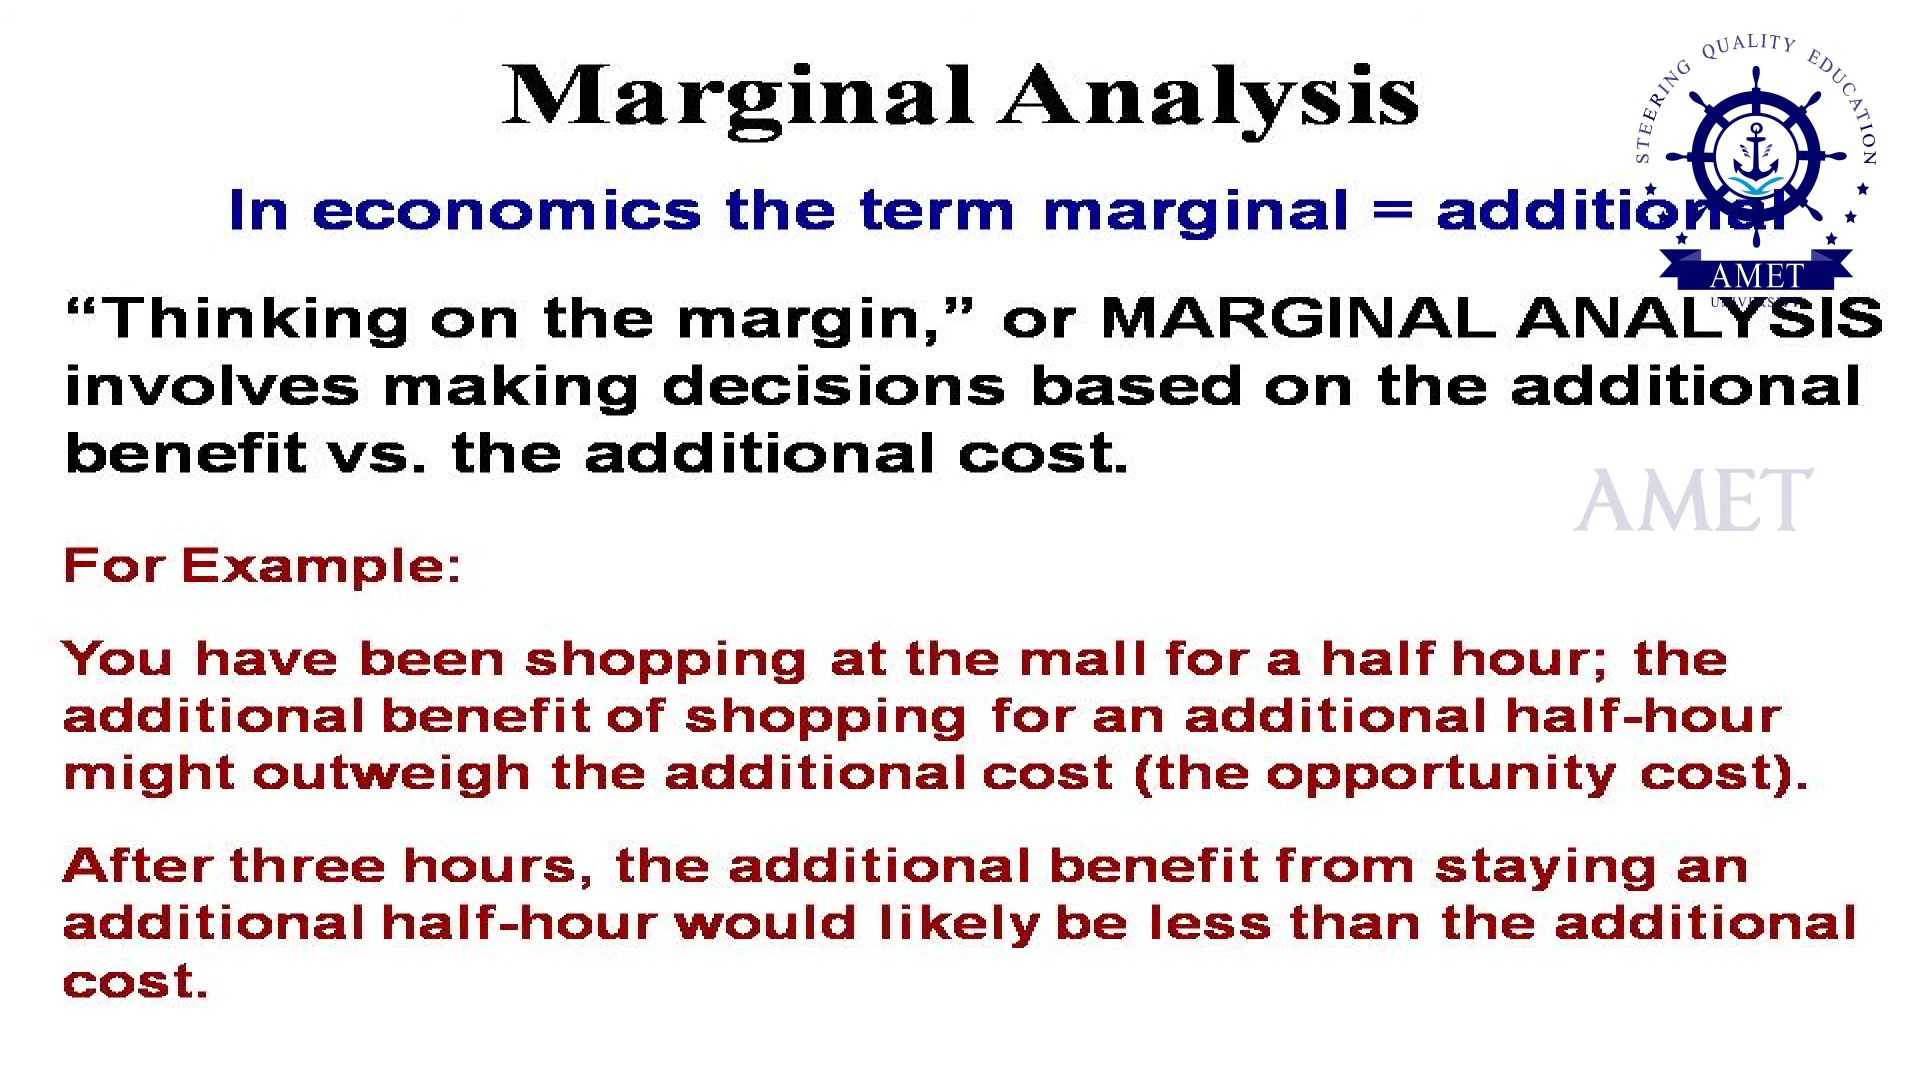 Marginal Analysis
STEERING QUALITY EDUCATION
In economics the term marginal = additional
AMET
UNIVERSITY
“Thinking on the margin,” or MARGINAL ANALYSIS
involves making decisions based on the additional
benefit vs. the additional cost.
AMET
For Example:
You have been shopping at the mall for a half hour; the
additional benefit of shopping for an additional half-hour
might outweigh the additional cost (the opportunity cost).
After three hours, the additional benefit from staying an
additional half-hour would likely be less than the additional
cost.